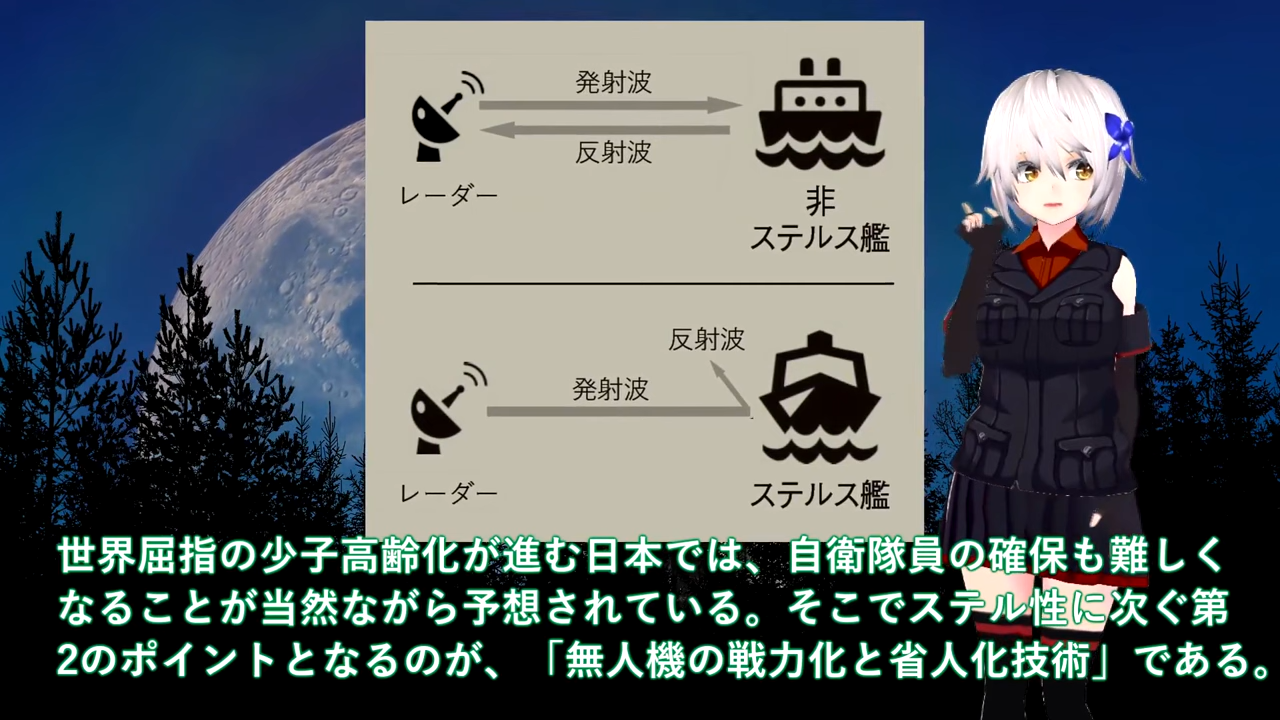 発射波
反射波
レーダー
非
ステルス艦
反射波
発射波
レーダー
ステルス艦
世界屈指の少子高齢化が進む日本では、自衛隊員の確保も難しく
なることが当然ながら予想されている。そこでステル性に次ぐ第
2のポイントとなるのが、「無人機の戦力化と省人化技術」である。